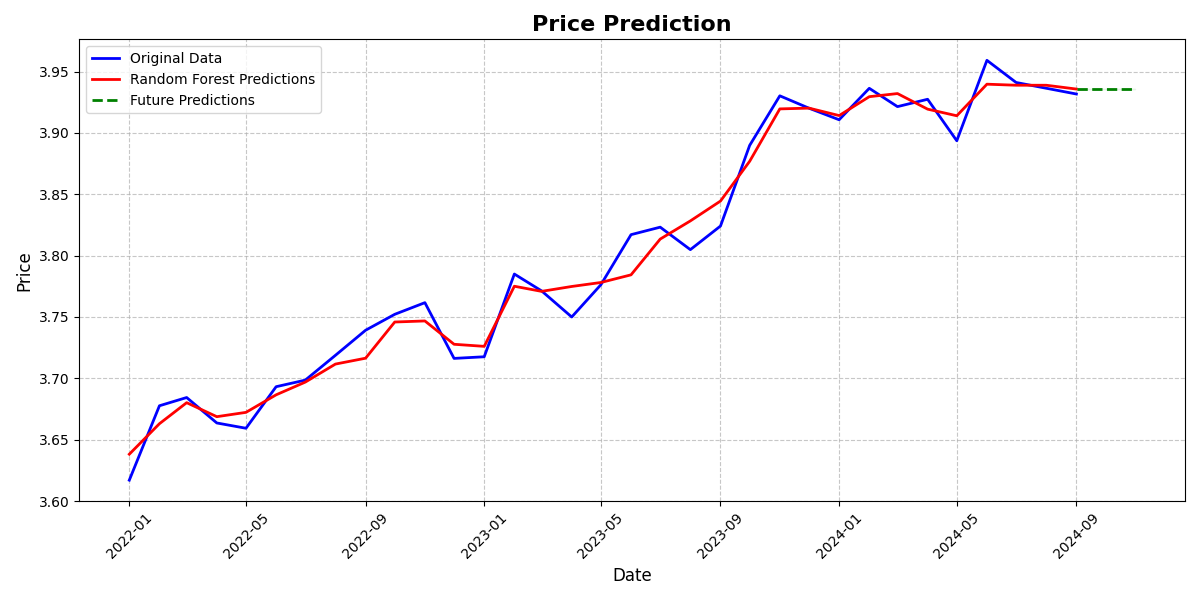 Price Prediction
Original Data
Random Forest Predictions
Future Predictions
Price
3.95
3.90
3.85
3.80
3.75
3.70
3.65
3.60
2022-01
2022-05
2022-09
2023-01
2023-05
2023-09
2024-01
2024-05
2024-09
Date